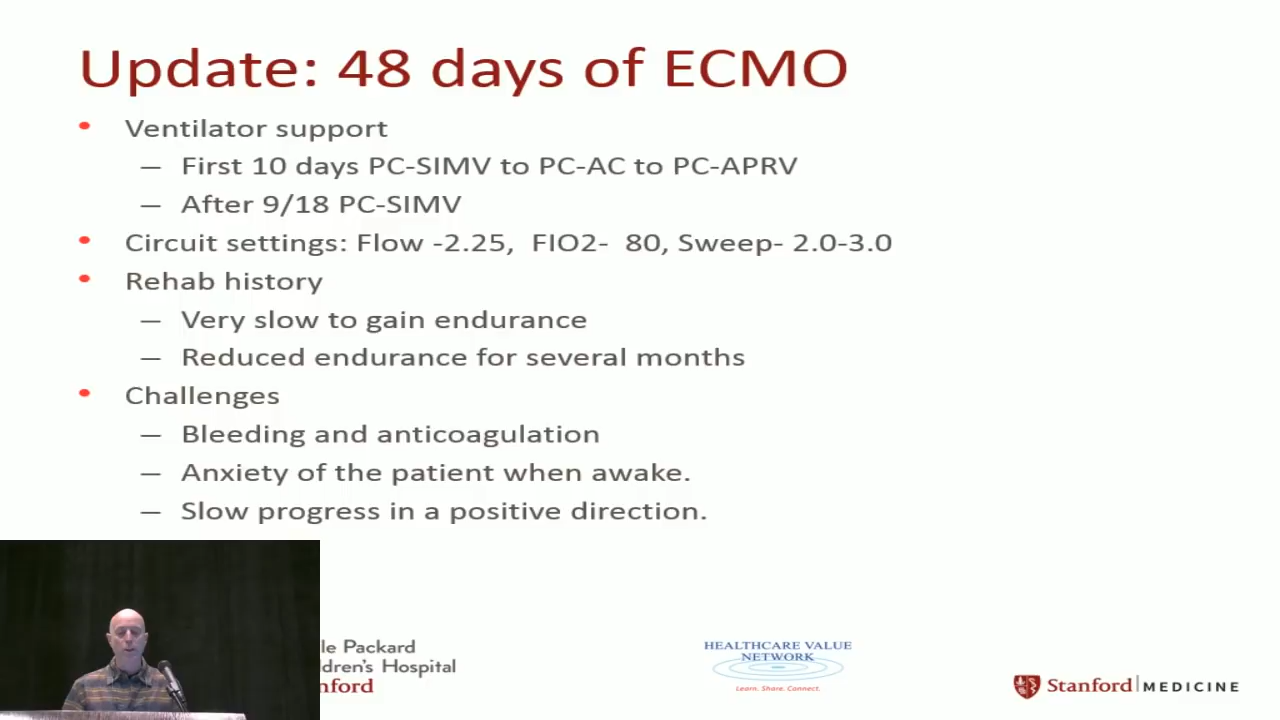 Update: 48 days of ECMO
• Ventilator support
– First 10 days PC-SIMV to PC-AC to PC-APRV
– After 9/18 PC-SIMV
• Circuit settings: Flow -2.25, FIO2- 80, Sweep- 2.0-3.0
• Rehab history
– Very slow to gain endurance
– Reduced endurance for several months
• Challenges
– Bleeding and anticoagulation
– Anxiety of the patient when awake.
– Slow progress in a positive direction.
le Packard
dren's Hospital
nford
HEALTHCARE VALUE
NETWORK
Learn. Share. Connect.
Stanford MEDICINE